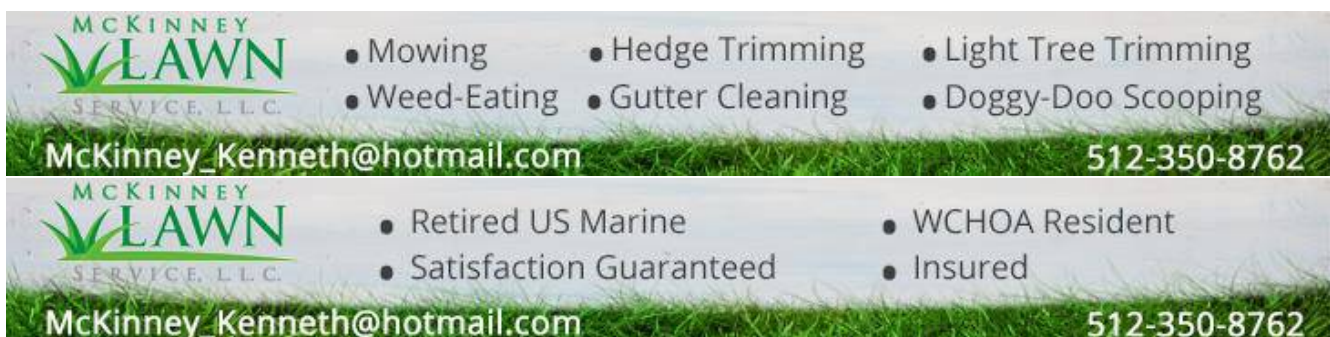 McKINNEY
LAWN
SERVICE, L.L.C.
• Mowing • Hedge Trimming • Light Tree Trimming
• Weed-Eating • Gutter Cleaning • Doggy-Doo Scooping
McKinney_Kenneth@hotmail.com 512-350-8762
McKINNEY
LAWN
SERVICE, L.L.C.
• Retired US Marine • WCHOA Resident
• Satisfaction Guaranteed • Insured
McKinney_Kenneth@hotmail.com 512-350-8762